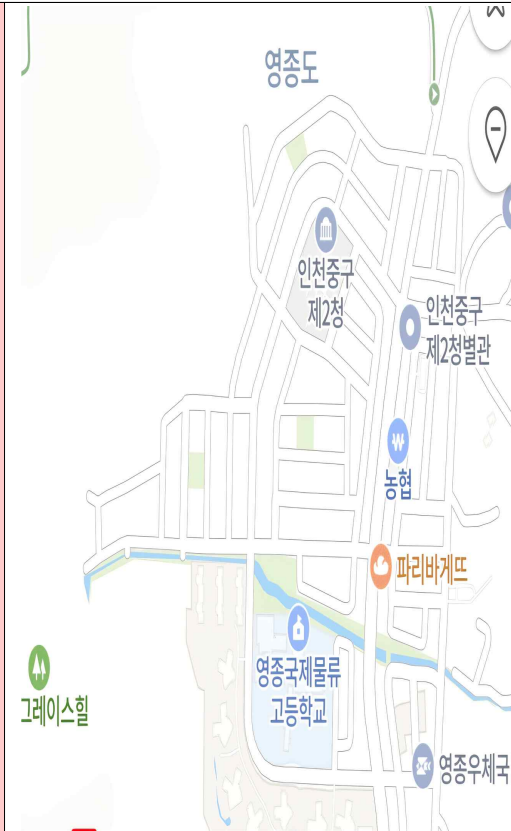 영종도
인천중구
제2청
인천중구
제2청별관
농협
파리바게뜨
영종국제물류
고등학교
그레이스힐
영종우체국